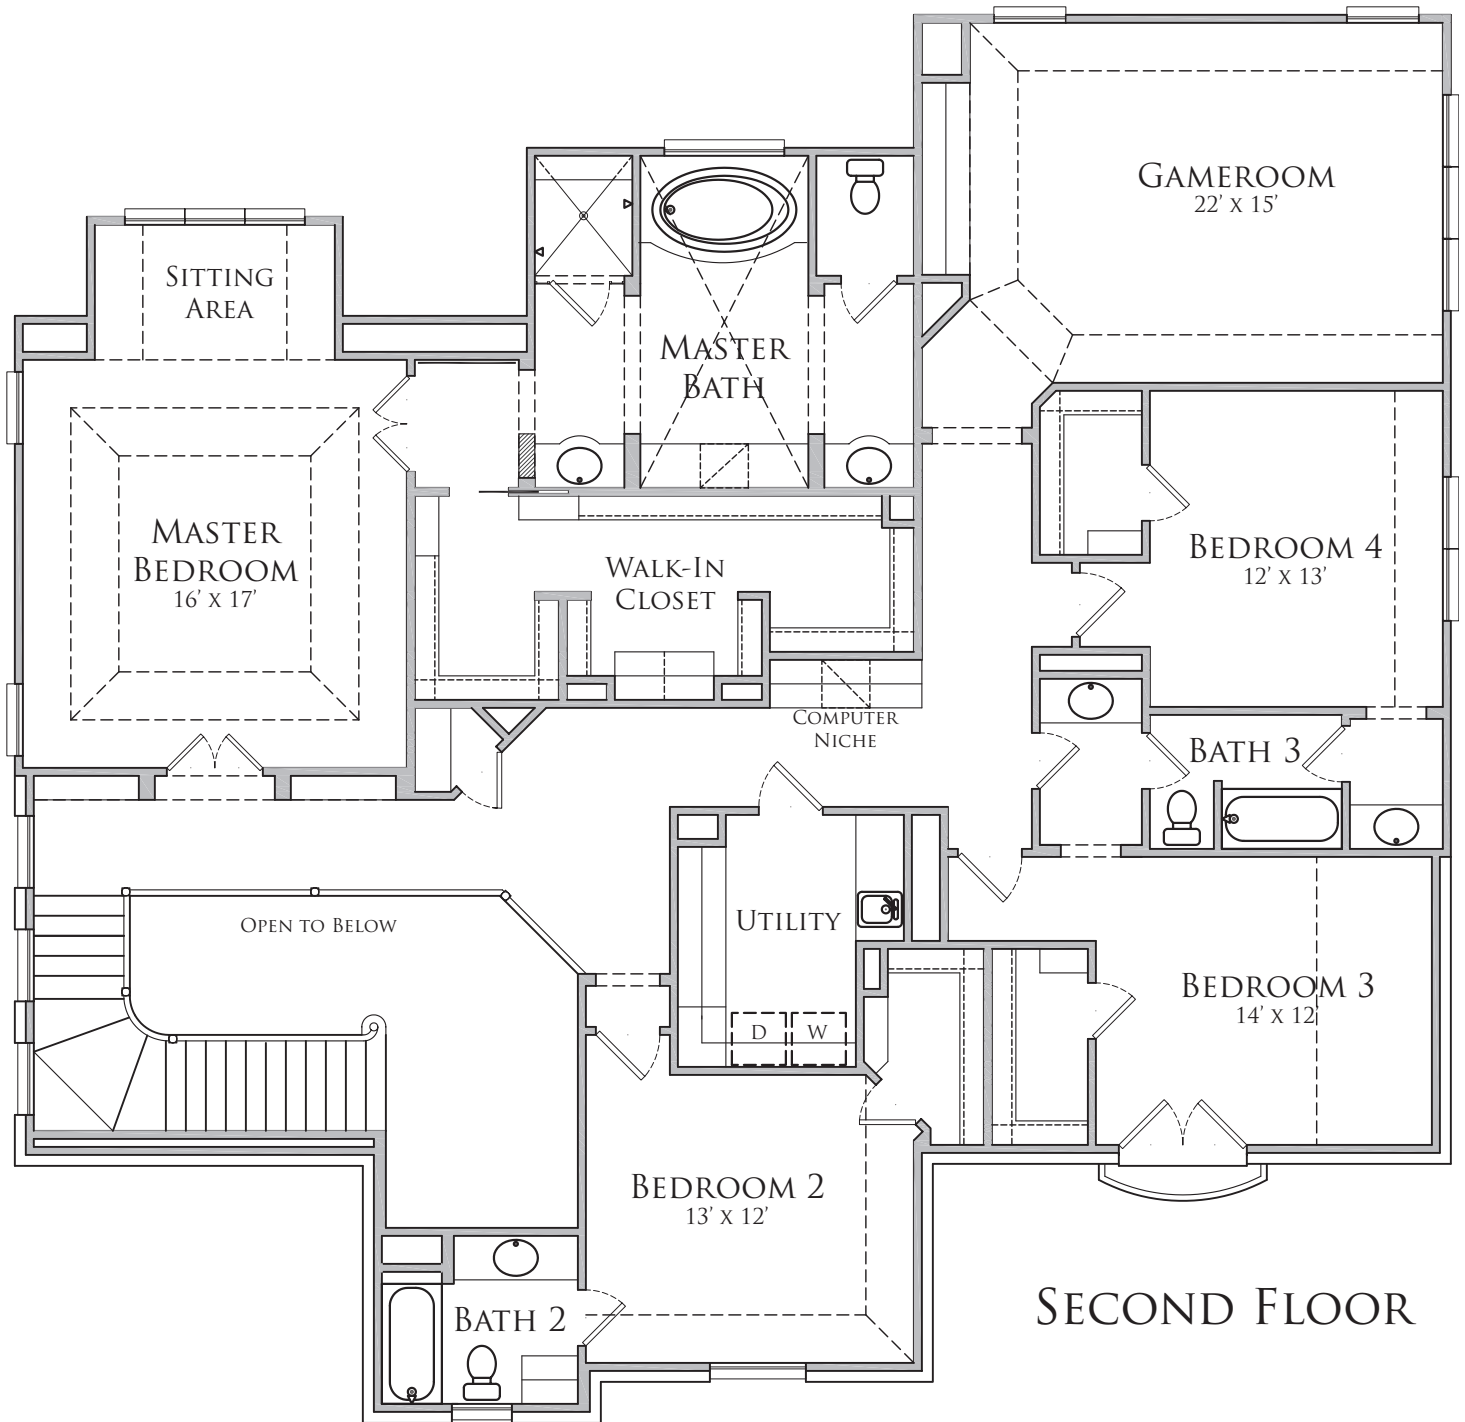 GAMEROOM
22' X 15'
SITTING
AREA
MASTER
BATH
MASTER
BEDROOM
16' X 17'
WALK-IN
CLOSET
BEDROOM 4
12' X 13'
COMPUTER
NICHE
BATH 3
OPEN TO BELOW
UTILITY
D W
BEDROOM 3
14' X 12'
BEDROOM 2
13' X 12'
BATH 2
SECOND FLOOR